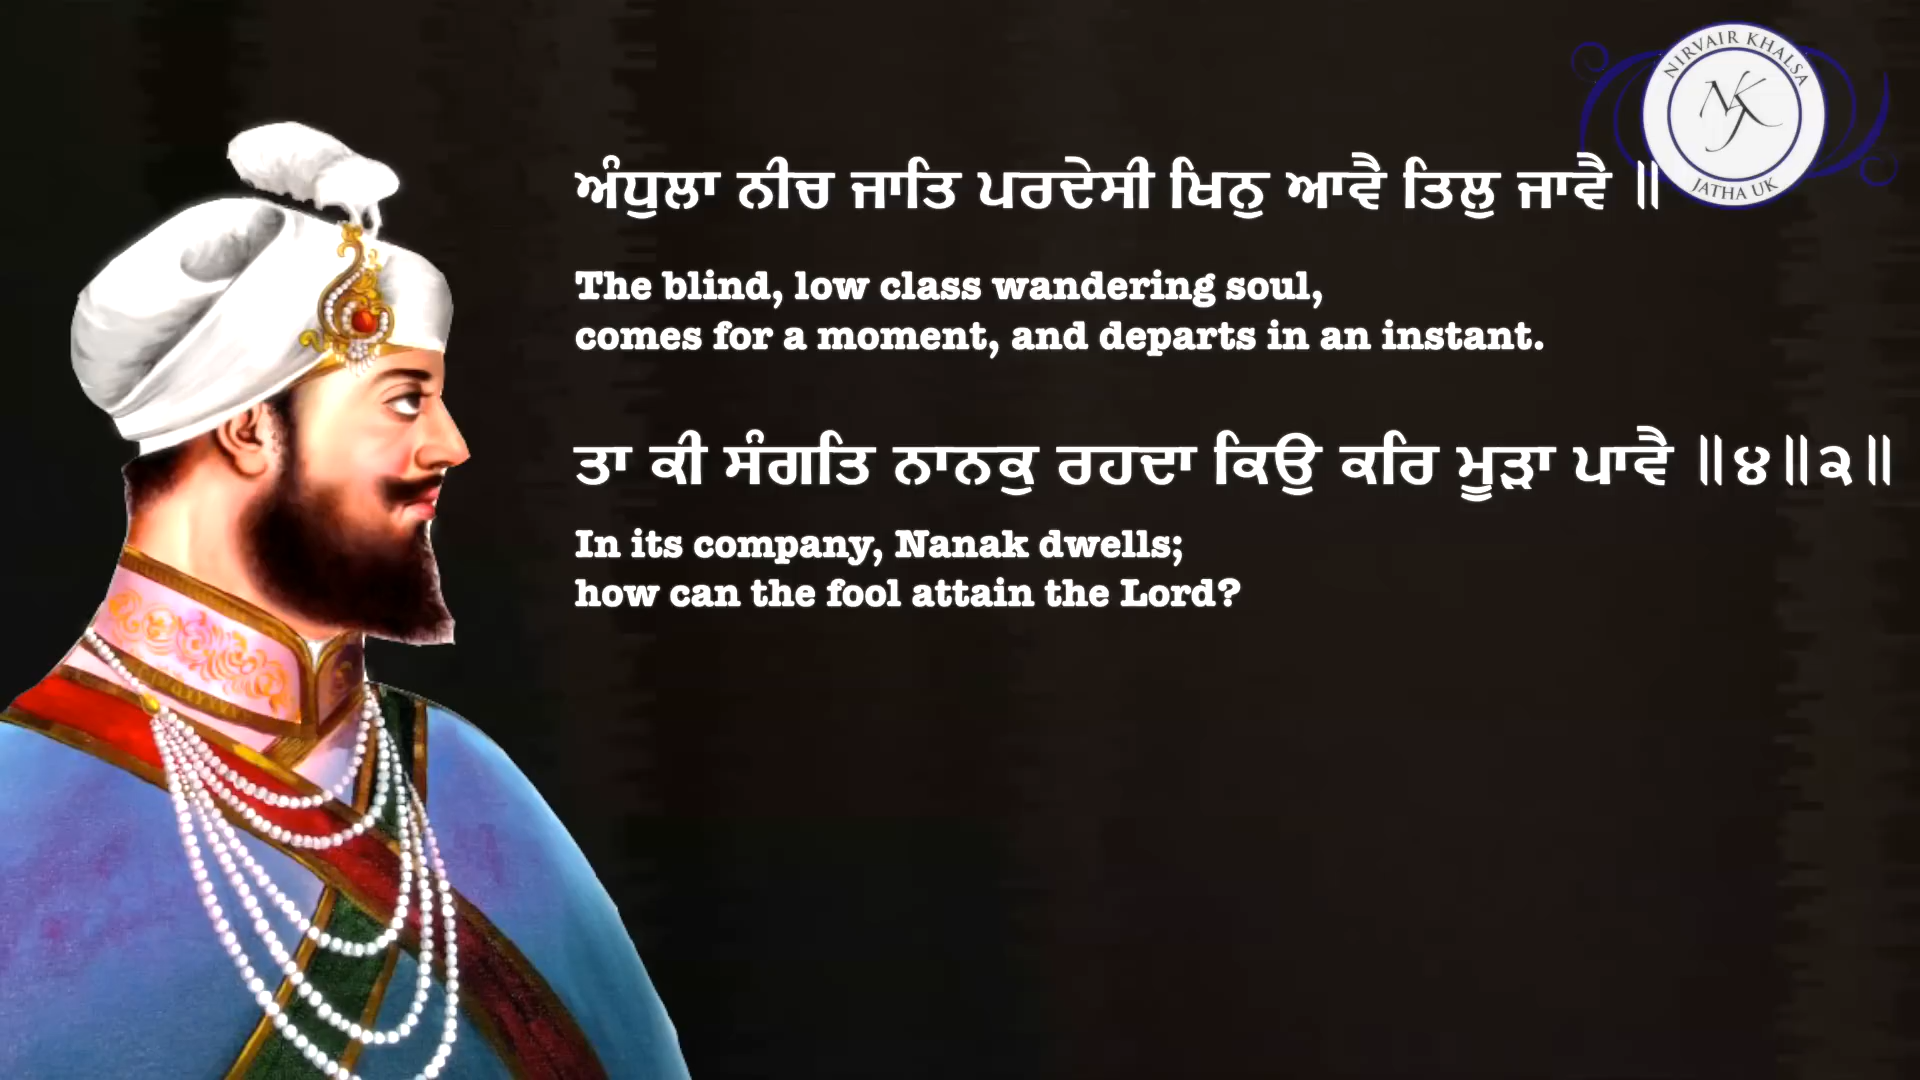 NIRVAIR KHALSA
NK
JATHA UK
ਅੰਧੁਲਾ ਨੀਚ ਜਾਤਿ ਪਰਦੇਸੀ ਖਿਨੁ ਆਵੈ ਤਿਲੁ ਜਾਵੈ ॥
The blind, low class wandering soul,
comes for a moment, and departs in an instant.
ਤਾ ਕੀ ਸੰਗਤਿ ਨਾਨਕੁ ਰਹਦਾ ਕਿਉ ਕਰਿ ਮੂੜਾ ਪਾਵੈ ॥੪॥੨॥
In its company, Nanak dwells;
how can the fool attain the Lord?